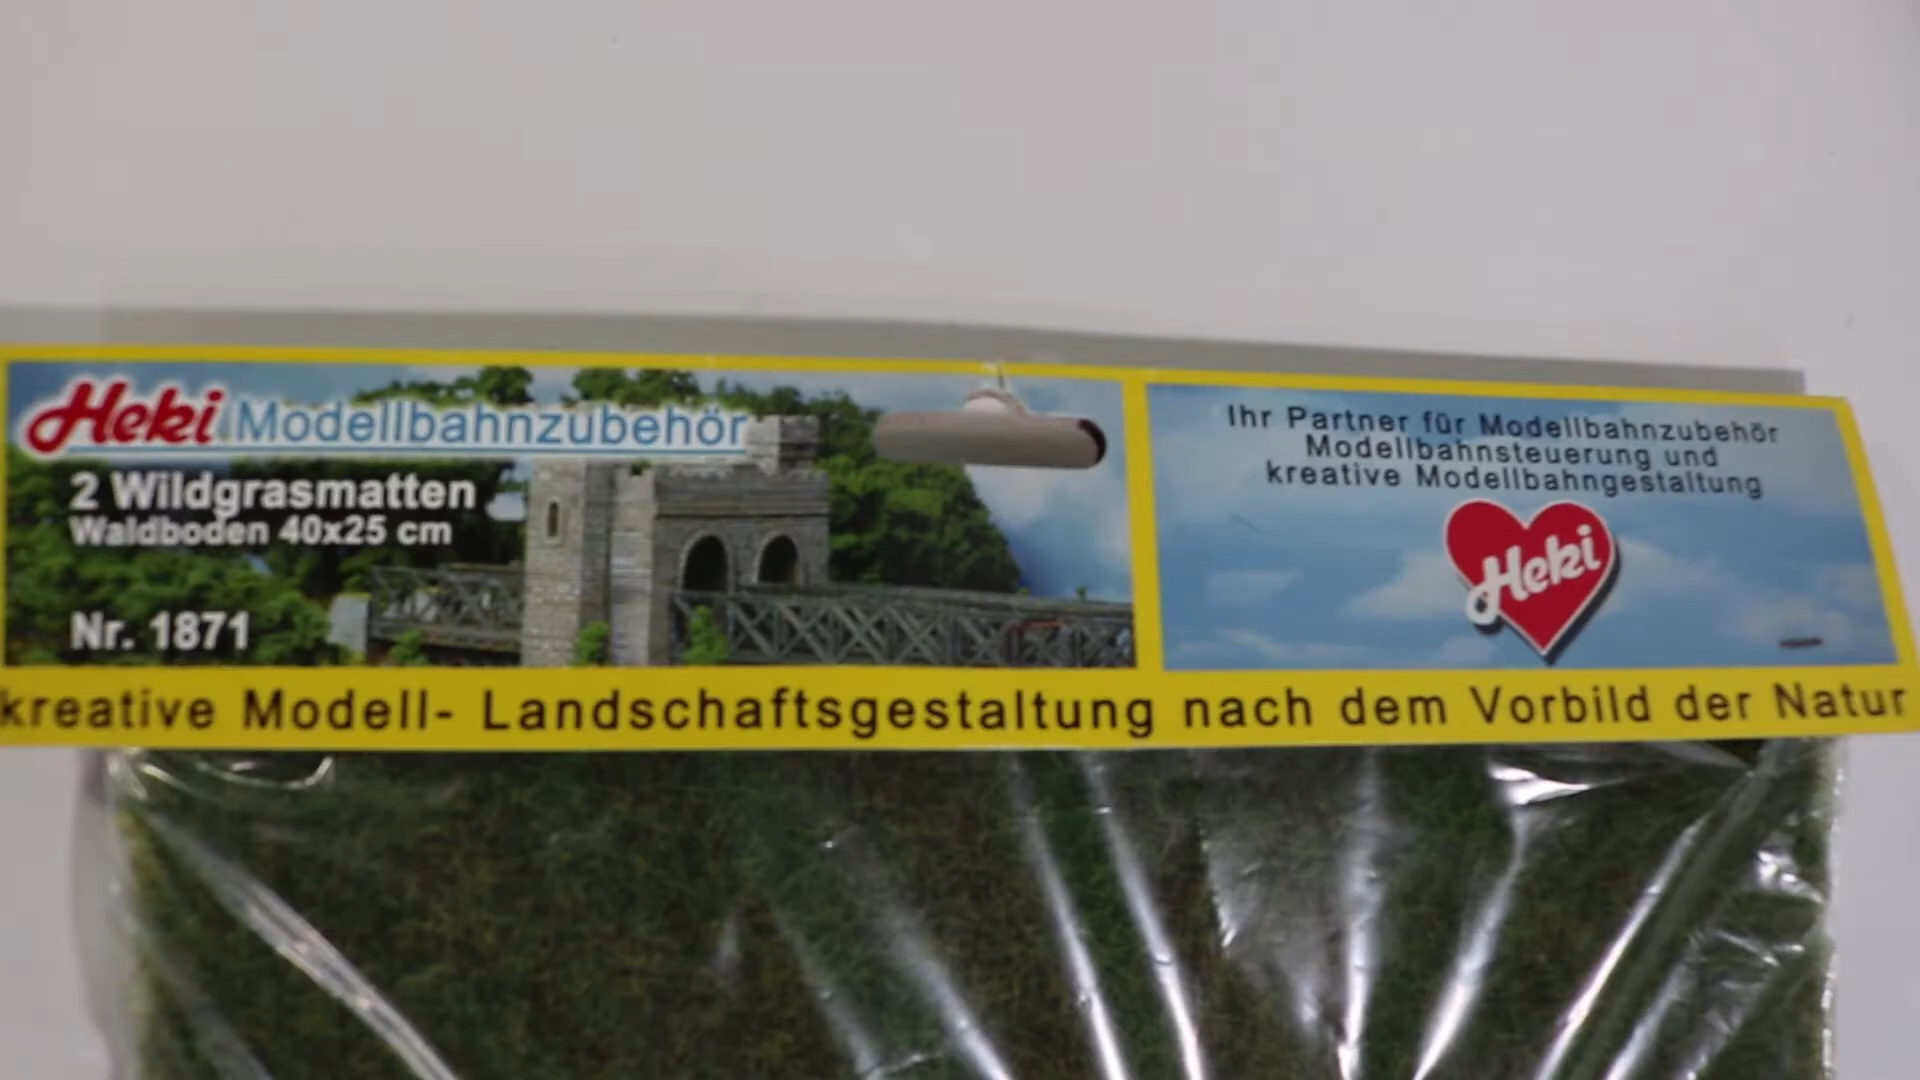 Heki Modellbahnzubehör
2 Wildgrasmatten
Waldboden 40x25 cm
Nr. 1871
Ihr Partner für Modellbahnzubehör
Modellbahnsteuerung und
kreative Modellbahngestaltung
Heki
kreative Modell- Landschaftsgestaltung nach dem Vorbild der Natur